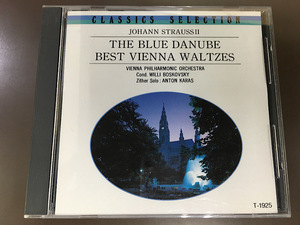 CLASSICS SELECTION
JOHANN STRAUSS II
THE BLUE DANUBE
BEST VIENNA WALTZES
VIENNA PHILHARMONIC ORCHESTRA
Cond. WILLI BOSKOVSKY
Zither Solo : ANTON KARAS
T-1925